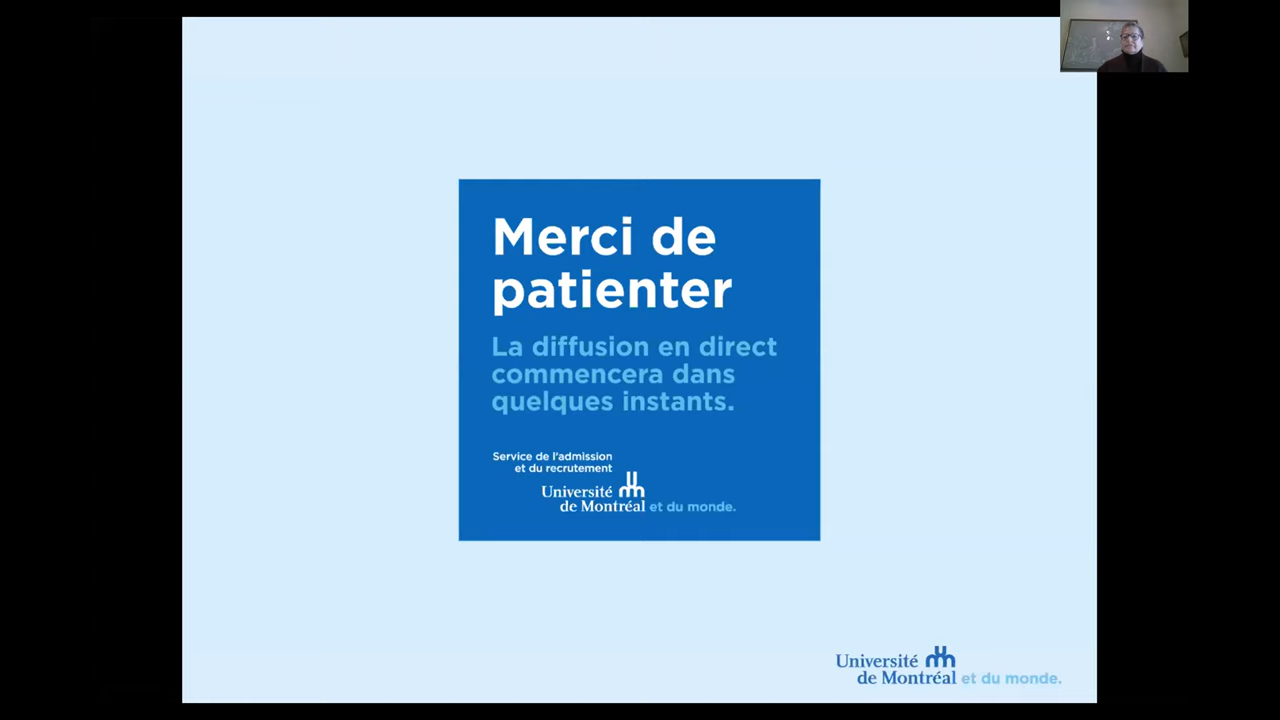 Merci de
patienter
La diffusion en direct
commencera dans
quelques instants.
Service de l'admission
et du recrutement
Université
de Montréal et du monde.
Université
de Montréal et du monde.